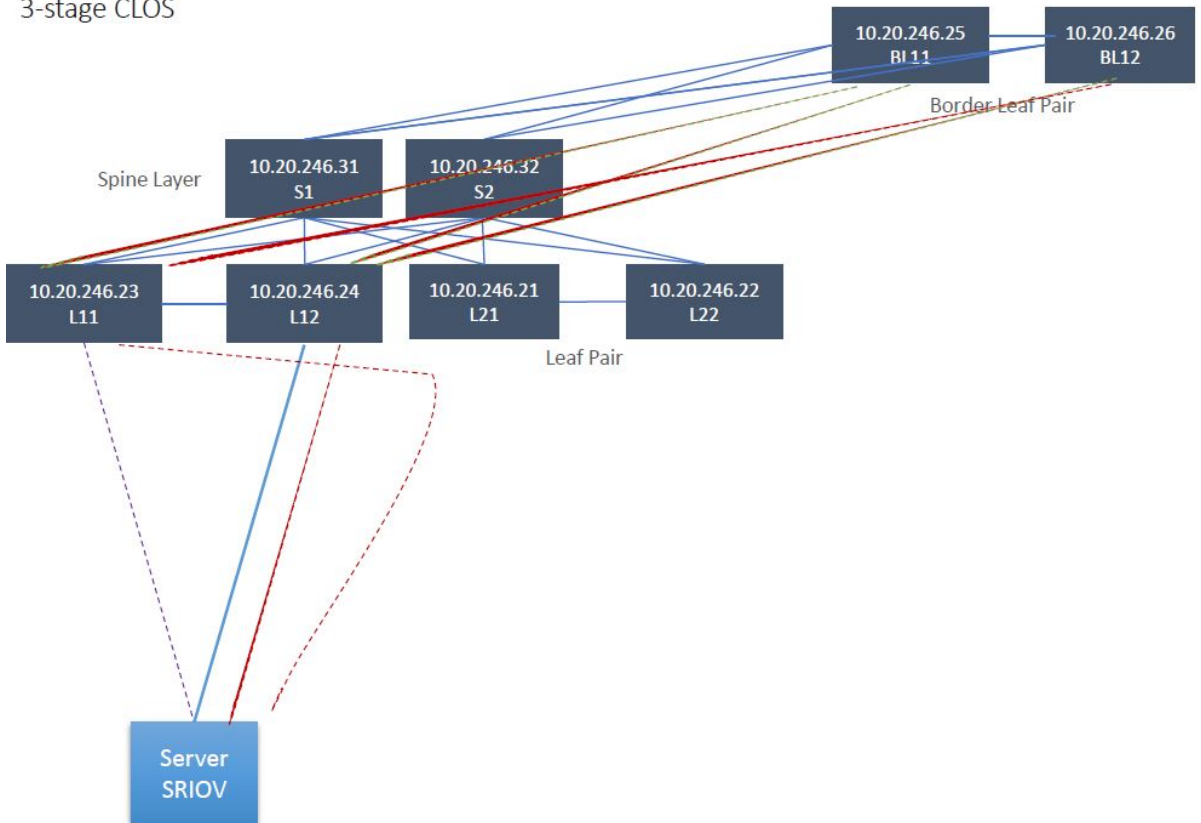 3-stage CLOS
10.20.246.25
BL11
10.20.246.26
BL12
Border Leaf Pair
Spine Layer
10.20.246.31
S1
10.20.246.32
S2
10.20.246.23
L11
10.20.246.24
L12
10.20.246.21
L21
10.20.246.22
L22
Leaf Pair
Server
SRIOV